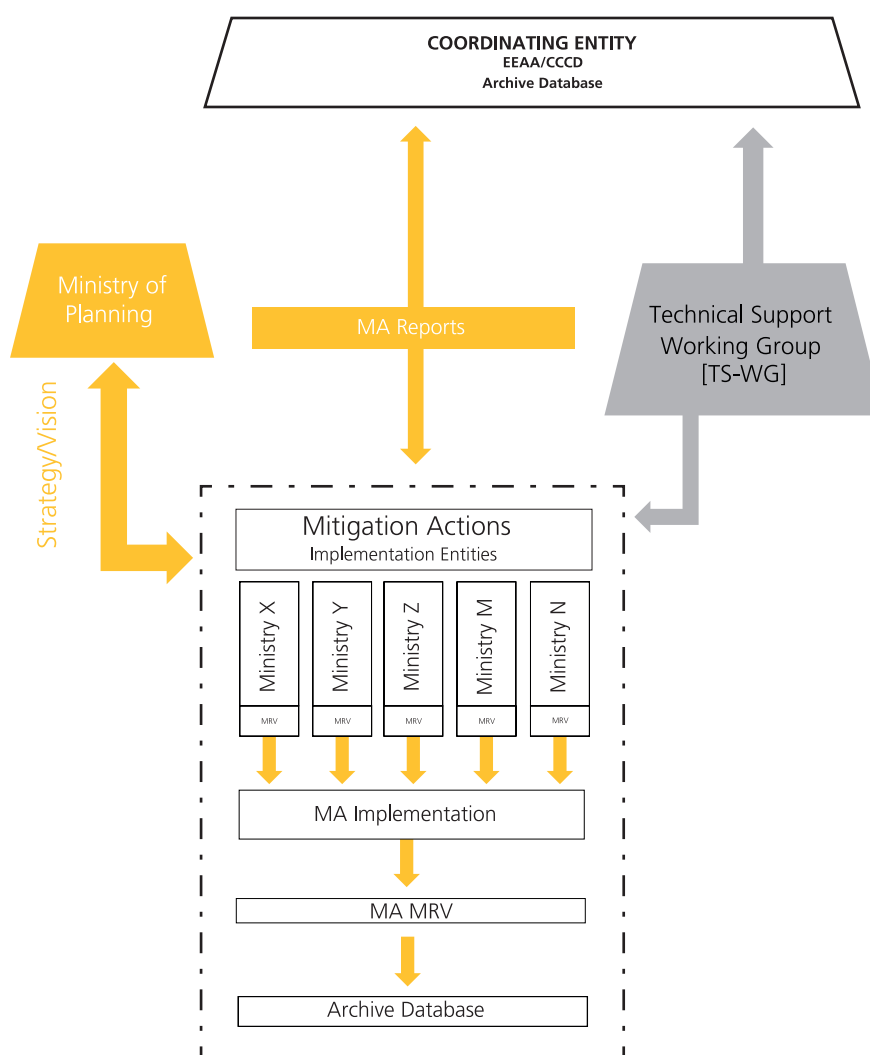 COORDINATING ENTITY
EEAA/CCCD
Archive Database
Ministry of
Planning
MA Reports
Technical Support
Working Group
[TS-WG]
Strategy/Vision
Mitigation Actions
Implementation Entities
Ministry X
Ministry Y
Ministry Z
Ministry M
Ministry N
MRV
MRV
MRV
MRV
MRV
MA Implementation
MA MRV
Archive Database